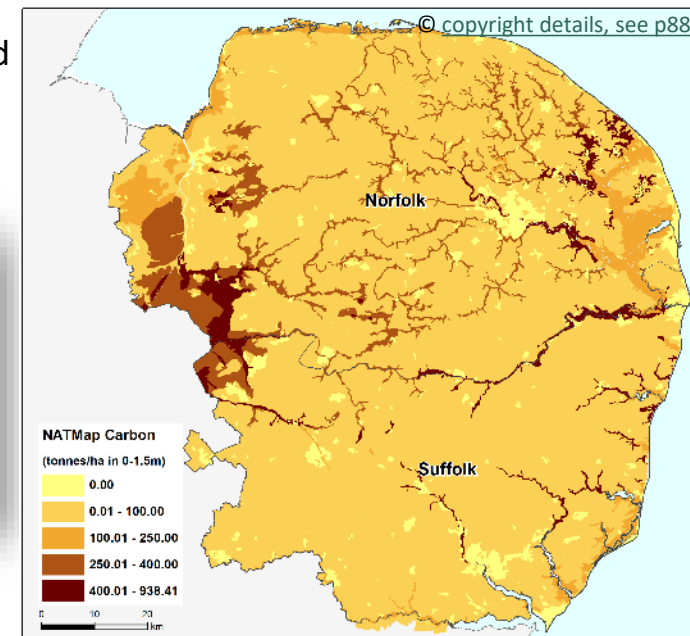 © copyright details, see p88
d
Norfolk
Suffolk
NATMap Carbon
(tonnes/ha in 0-1.5m)
0.00
0.01 - 100.00
100.01 - 250.00
250.01 - 400.00
400.01 - 938.41
0 10 20
km